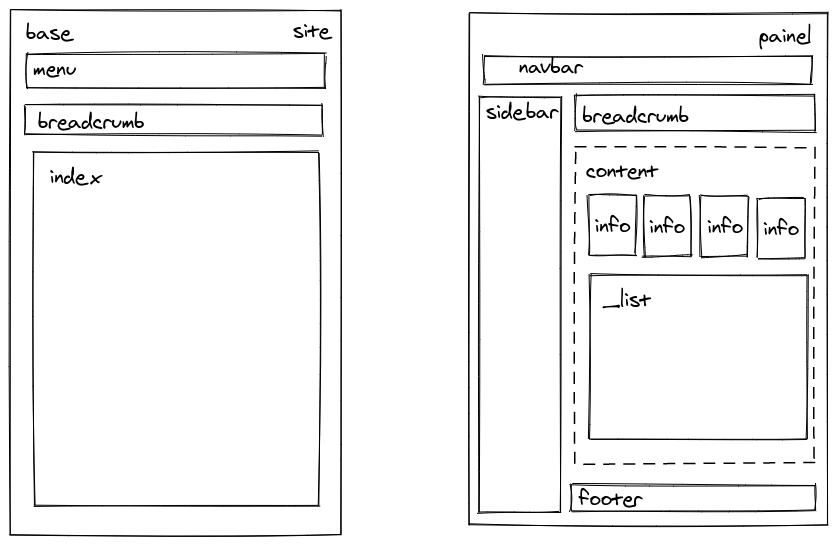 base
site
menu
breadcrumb
index
painel
navbar
sidebar
breadcrumb
content
info
info
info
info
_list
footer